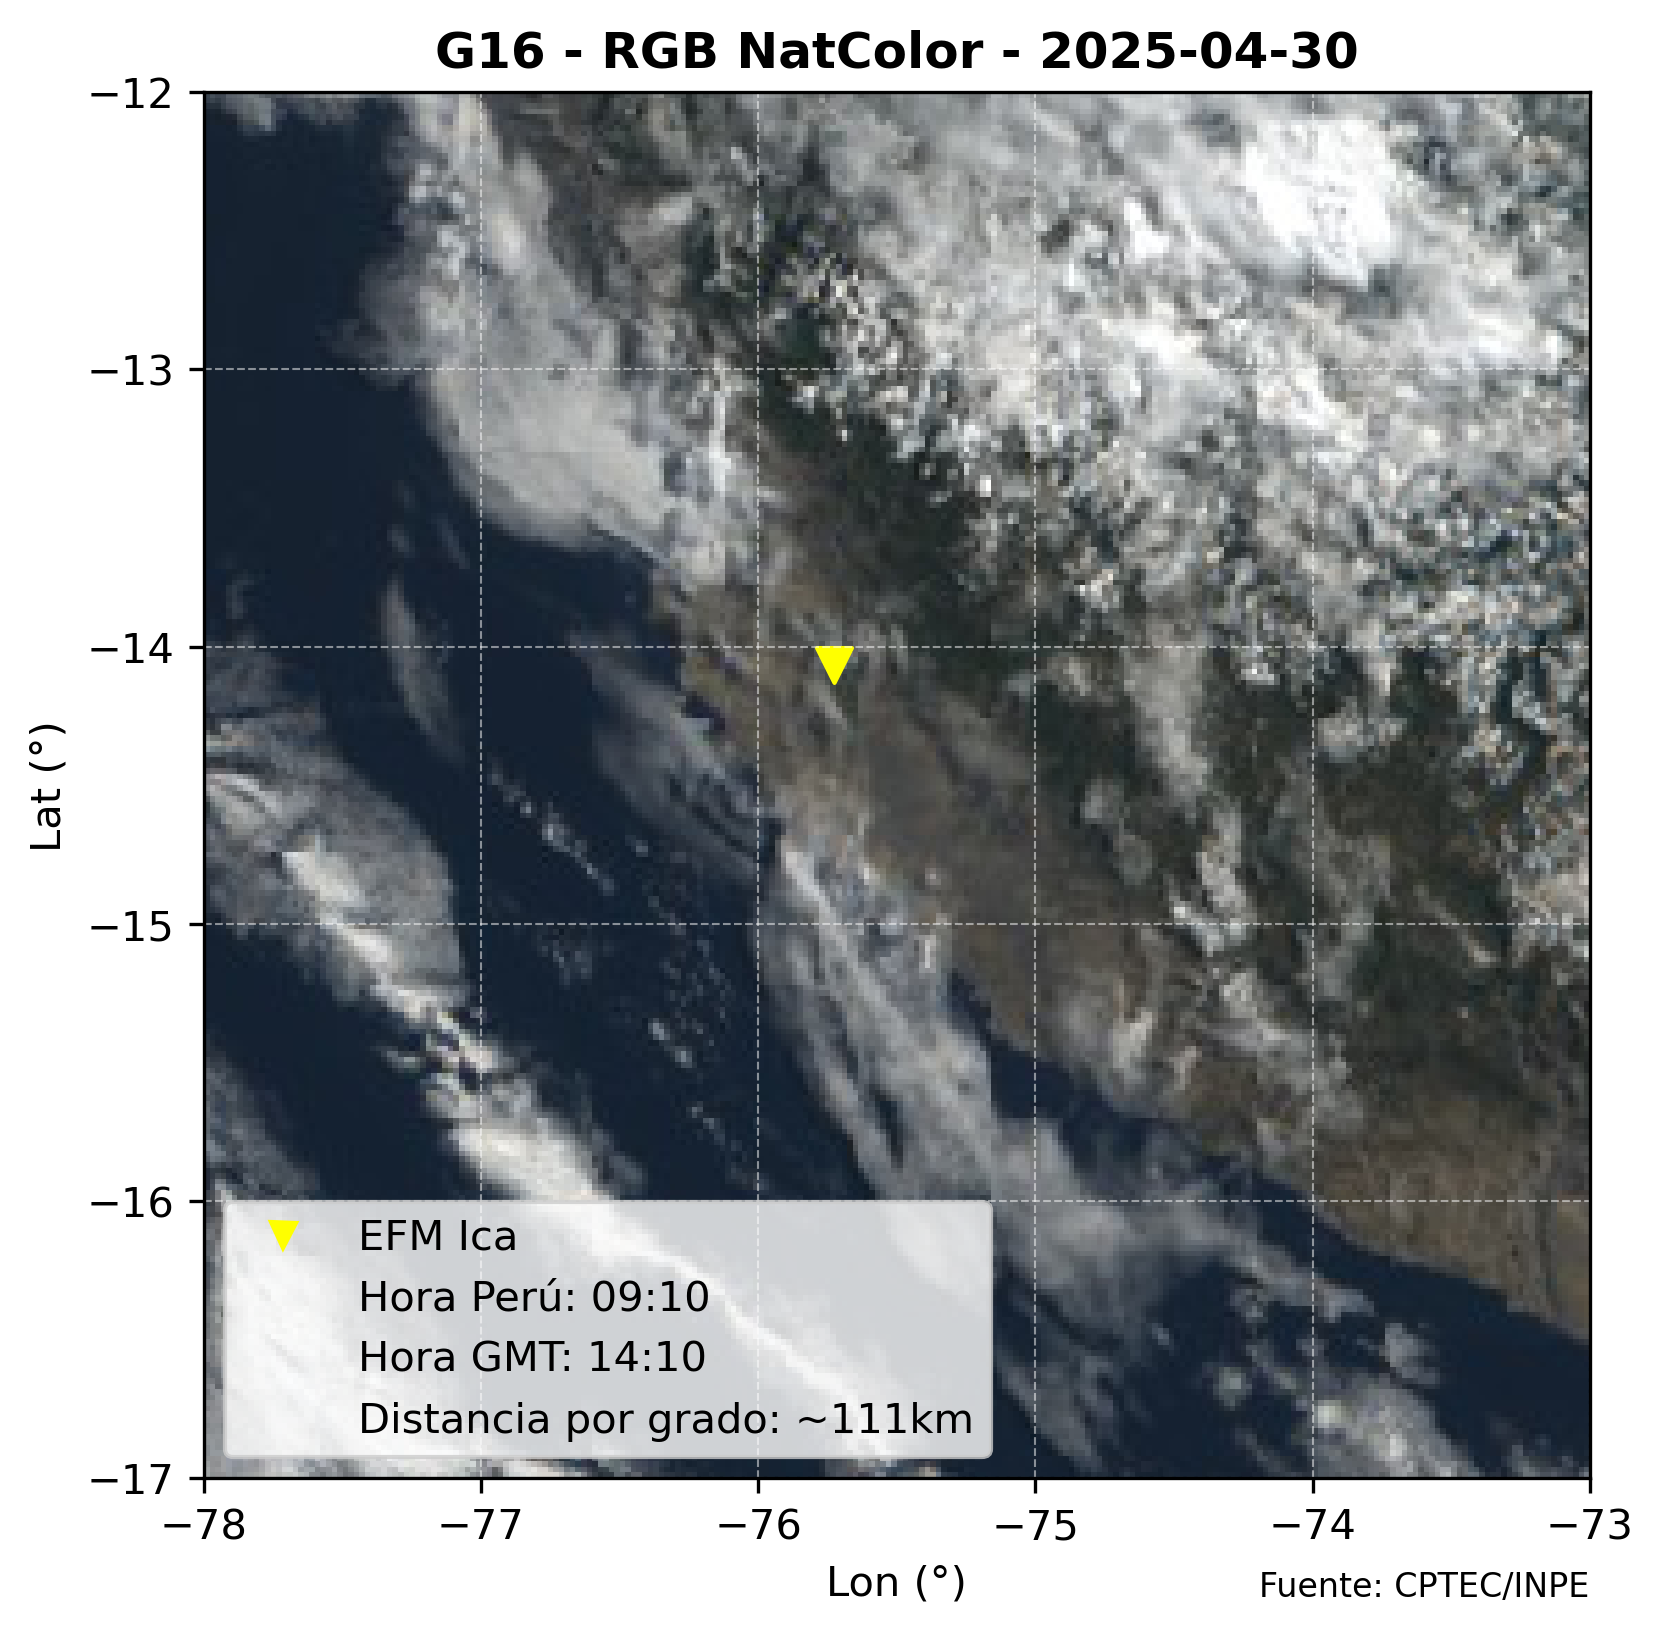 G16 - RGB NatColor - 2025-04-30
−12
−13
−14
−15
−16
−17
Lat (°)
EFM Ica
Hora Perú: 09:10
Hora GMT: 14:10
Distancia por grado: ~111km
−78
−77
−76
−75
−74
−73
Lon (°)
Fuente: CPTEC/INPE